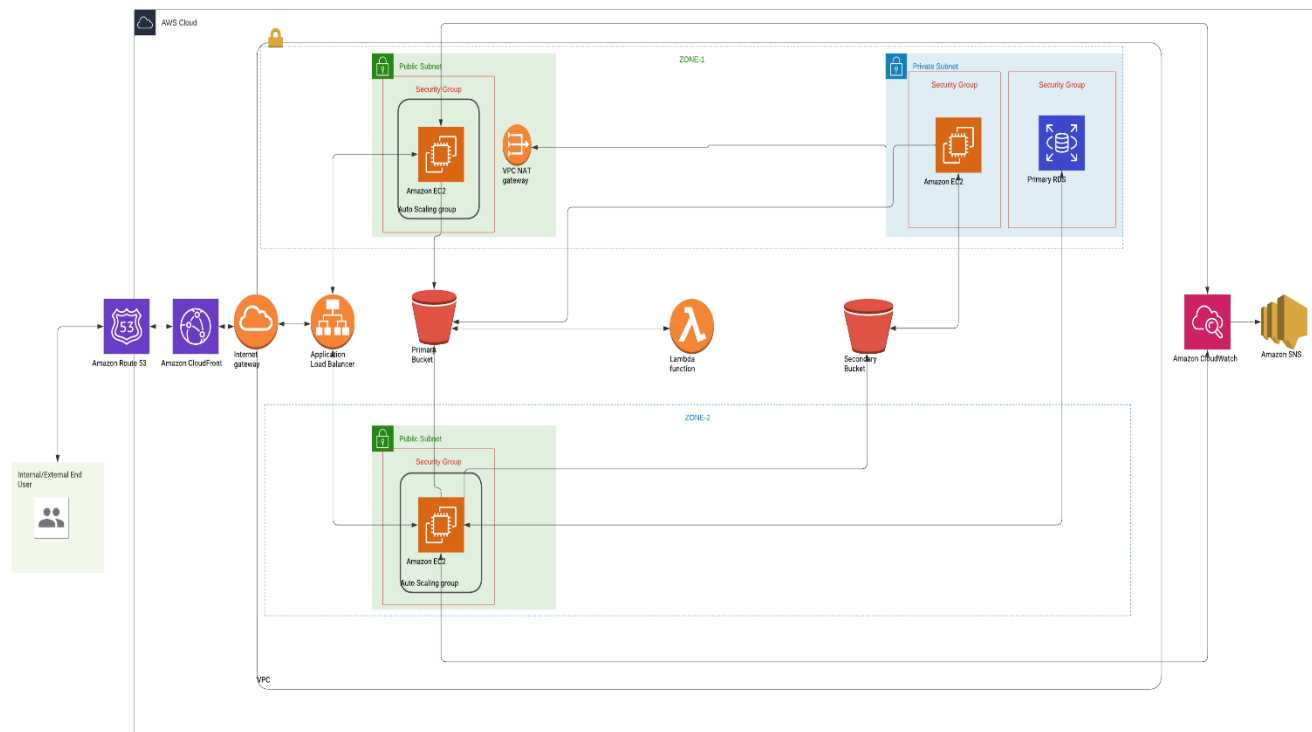 AWS Cloud
ZONE-1
Public Subnet
Security Group
Amazon EC2
Auto Scaling group
VPC NAT
gateway
Private Subnet
Security Group
Amazon EC2
Security Group
Primary RDS
53
Amazon Route 53
Amazon CloudFront
Internet
gateway
Application
Load Balancer
Primary
Bucket
Lambda
function
Secondary
Bucket
Amazon CloudWatch
Amazon SNS
ZONE-2
Public Subnet
Security Group
Amazon EC2
Auto Scaling group
Internal/External End
User
VPC